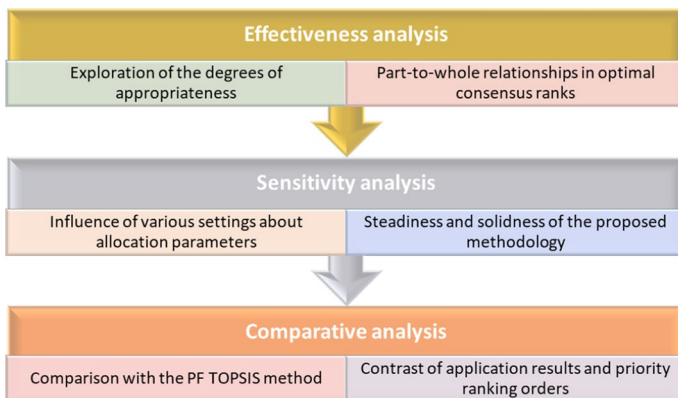 Effectiveness analysis
Exploration of the degrees of
appropriateness
Part-to-whole relationships in optimal
consensus ranks
Sensitivity analysis
Influence of various settings about
allocation parameters
Steadiness and solidness of the proposed
methodology
Comparative analysis
Comparison with the PF TOPSIS method
Contrast of application results and priority
ranking orders